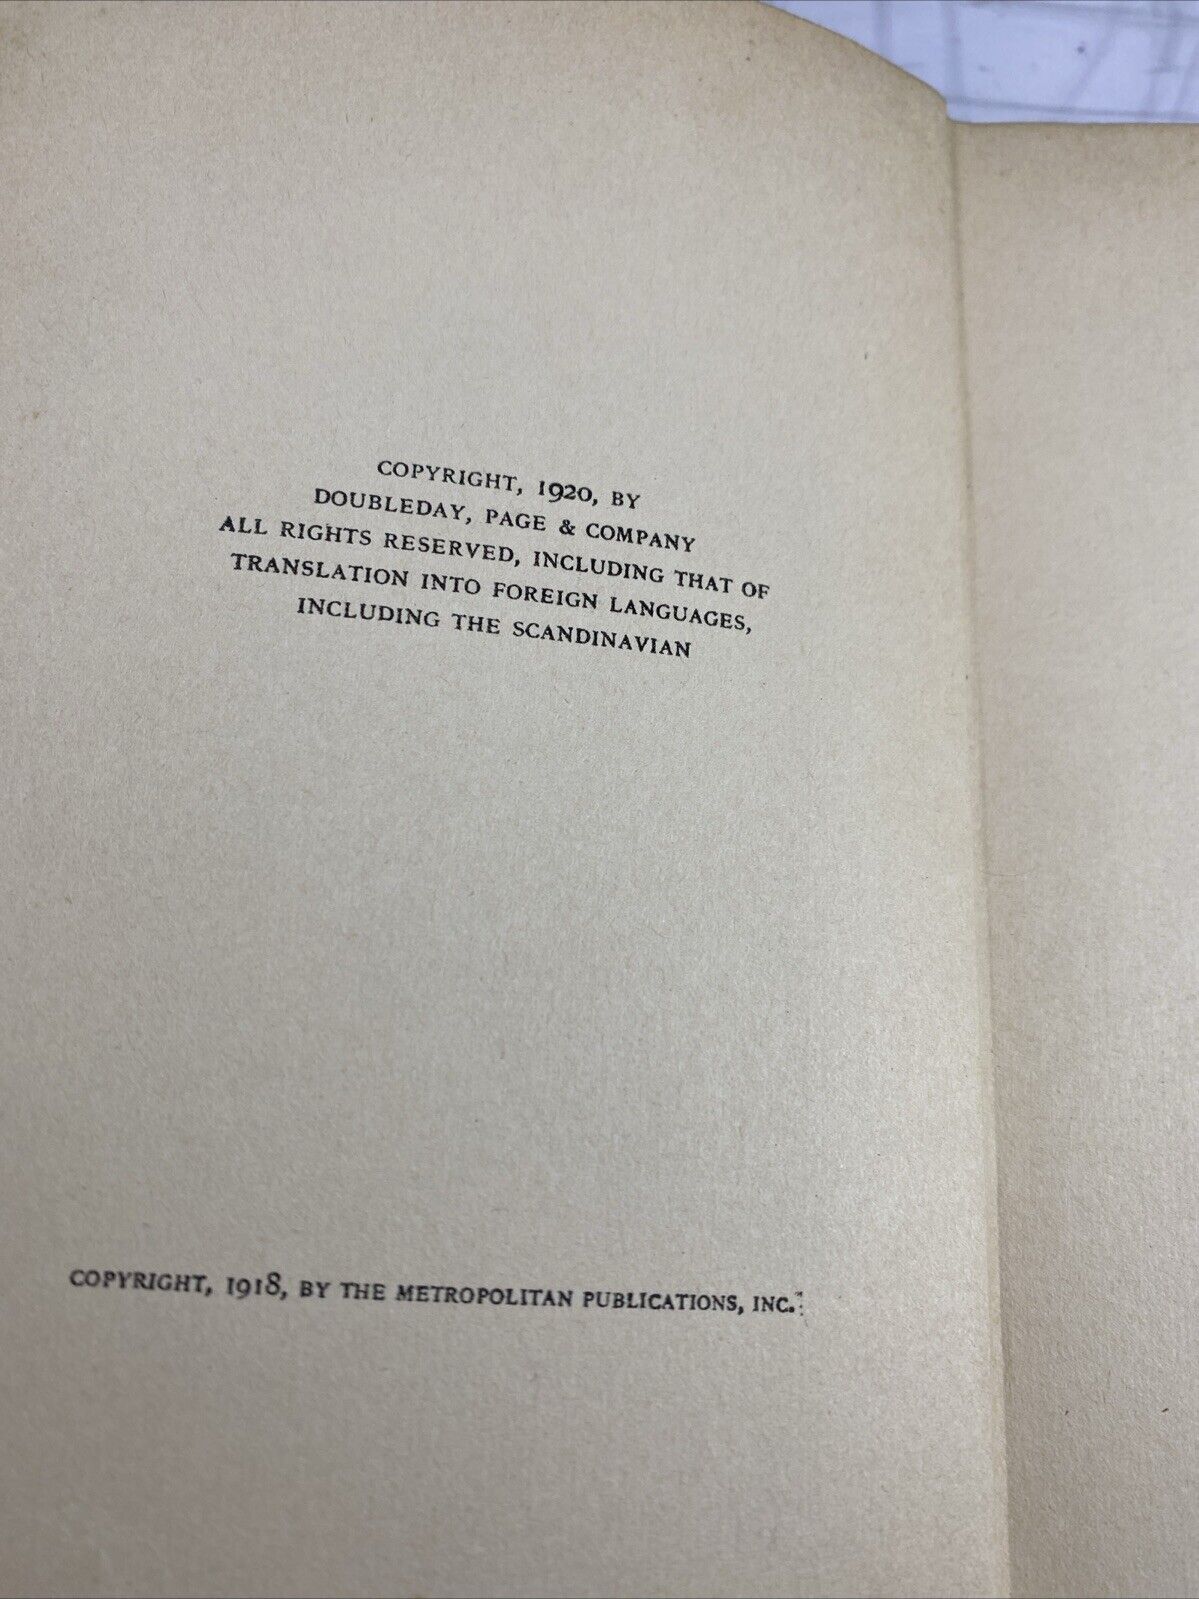 COPYRIGHT, 1920, BY
DOUBLEDAY, PAGE & COMPANY
ALL RIGHTS RESERVED, INCLUDING THAT OF
TRANSLATION INTO FOREIGN LANGUAGES,
INCLUDING THE SCANDINAVIAN
COPYRIGHT, 1918, BY THE METROPOLITAN PUBLICATIONS, INC.